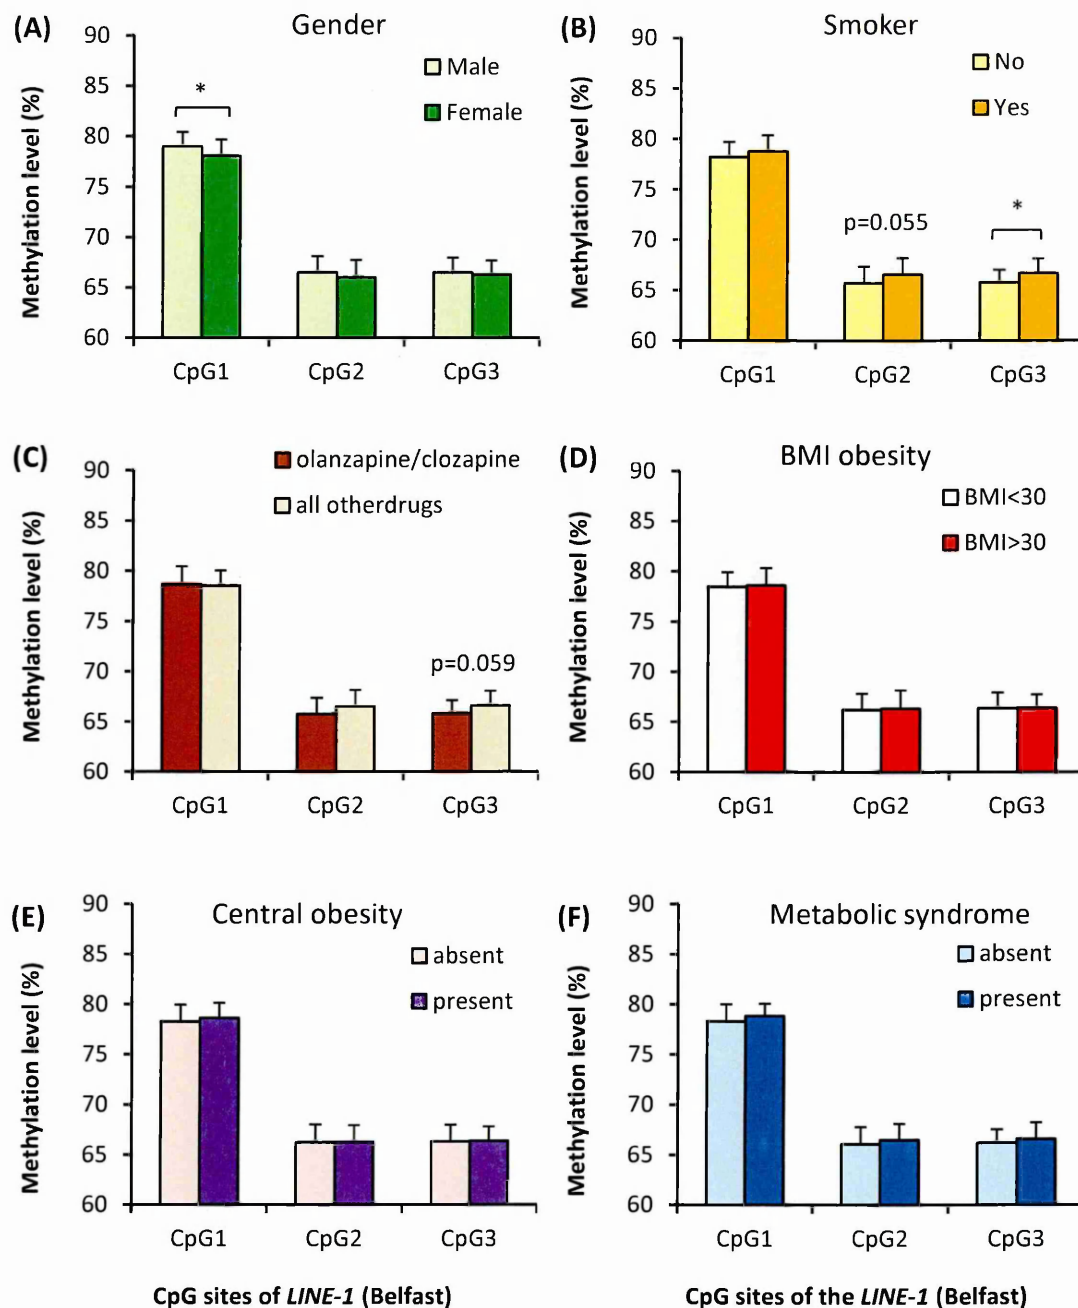 (A)
Gender
Male
Female
*
Methylation level (%)
90
85
80
75
70
65
60
CpG1 CpG2 CpG3
(B)
Smoker
No
Yes
p=0.055
*
Methylation level (%)
90
85
80
75
70
65
60
CpG1 CpG2 CpG3
(C)
olanzapine/clozapine
all otherdrugs
p=0.059
Methylation level (%)
90
85
80
75
70
65
60
CpG1 CpG2 CpG3
(D)
BMI obesity
BMI<30
BMI>30
Methylation level (%)
90
85
80
75
70
65
60
CpG1 CpG2 CpG3
(E)
Central obesity
absent
present
Methylation level (%)
90
85
80
75
70
65
60
CpG1 CpG2 CpG3
CpG sites of LINE-1 (Belfast)
(F)
Metabolic syndrome
absent
present
Methylation level (%)
90
85
80
75
70
65
60
CpG1 CpG2 CpG3
CpG sites of the LINE-1 (Belfast)